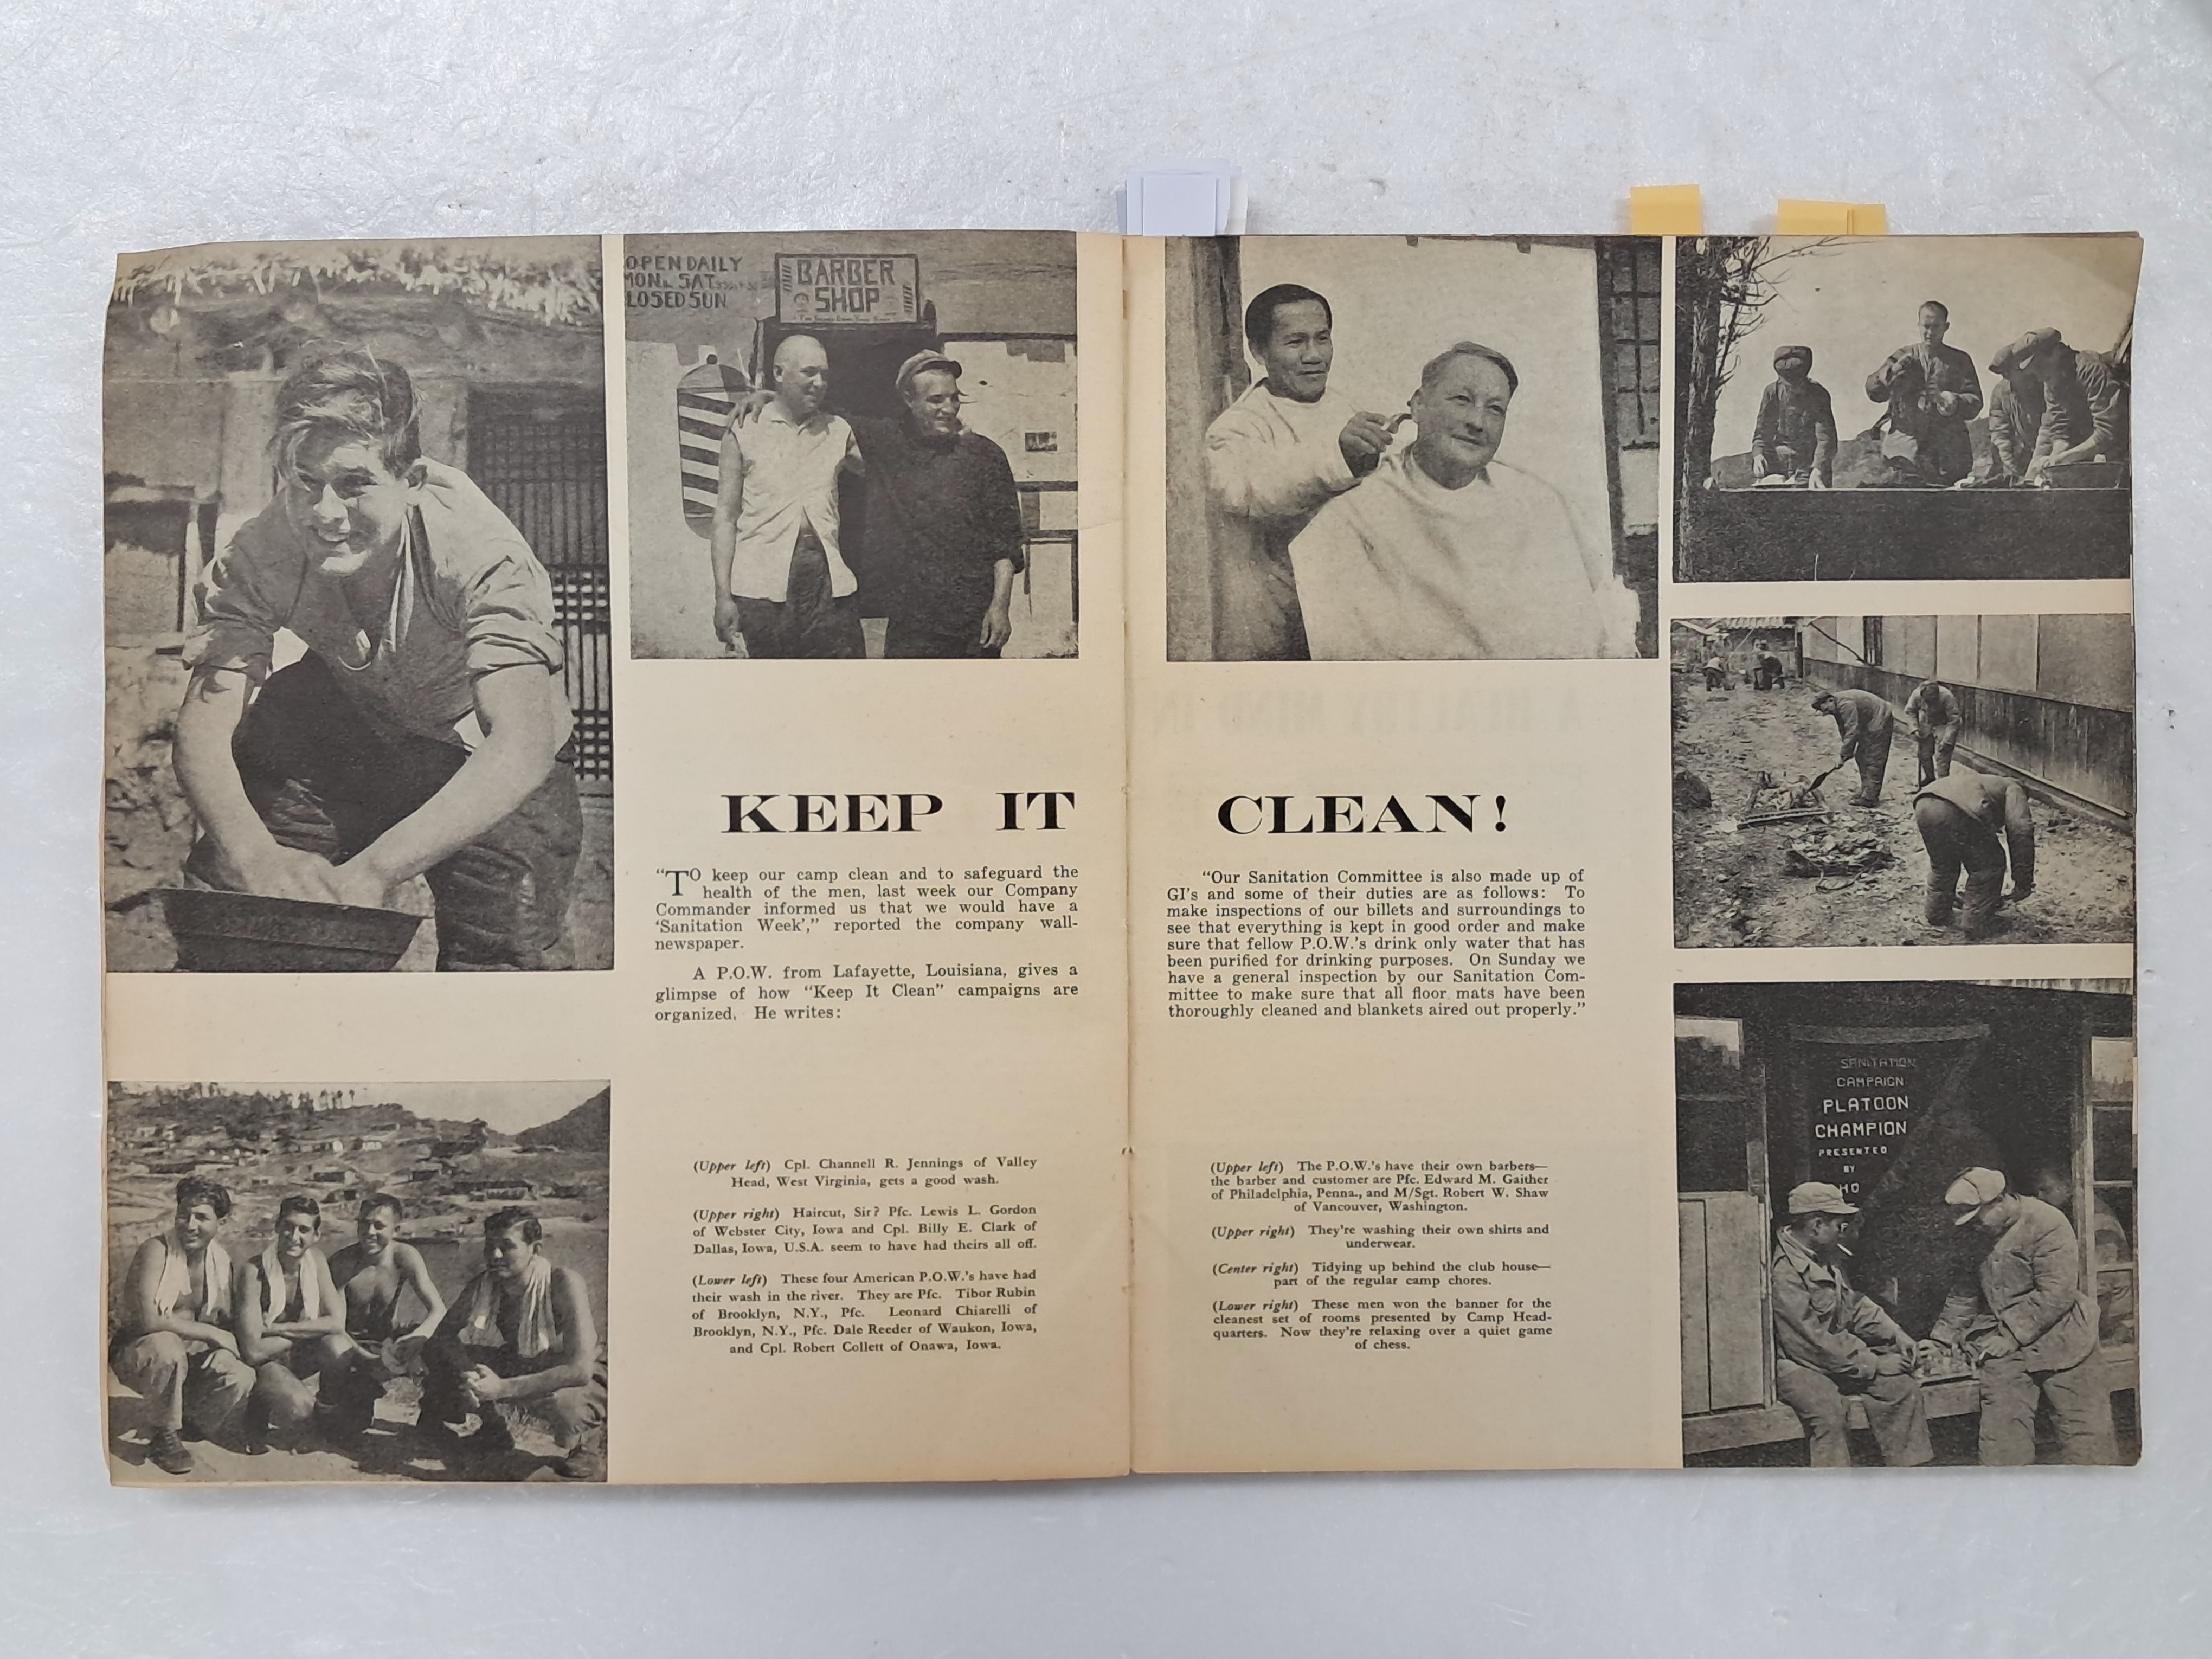 OPEN DAILY
MON. SAT.
LOSED SUN
BARBER
SHOP
KEEP IT CLEAN!
“TO keep our camp clean and to safeguard the
health of the men, last week our Company
Commander informed us that we would have a
‘Sanitation Week’,” reported the company wall-
newspaper.
A P.O.W. from Lafayette, Louisiana, gives a
glimpse of how “Keep It Clean” campaigns are
organized. He writes:
(Upper left) Cpl. Channell R. Jennings of Valley
Head, West Virginia, gets a good wash.
(Upper right) Haircut, Sir? Pfc. Lewis L. Gordon
of Webster City, Iowa and Cpl. Billy E. Clark of
Dallas, Iowa, U.S.A. seem to have had theirs all off.
(Lower left) These four American P.O.W.'s have had
their wash in the river. They are Pfc. Tibor Rubin
of Brooklyn, N.Y., Pfc. Leonard Chiarelli of
Brooklyn, N.Y., Pfc. Dale Reeder of Waukon, Iowa,
and Cpl. Robert Collett of Onawa, Iowa.
“Our Sanitation Committee is also made up of
GI's and some of their duties are as follows: To
make inspections of our billets and surroundings to
see that everything is kept in good order and make
sure that fellow P.O.W.'s drink only water that has
been purified for drinking purposes. On Sunday we
have a general inspection by our Sanitation Com-
mittee to make sure that all floor mats have been
thoroughly cleaned and blankets aired out properly.”
(Upper left) The P.O.W.'s have their own barbers—
the barber and customer are Pfc. Edward M. Gaither
of Philadelphia, Penna., and M/Sgt. Robert W. Shaw
of Vancouver, Washington.
(Upper right) They're washing their own shirts and
underwear.
(Center right) Tidying up behind the club house—
part of the regular camp chores.
(Lower right) These men won the banner for the
cleanest set of rooms presented by Camp Head-
quarters. Now they're relaxing over a quiet game
of chess.
SANITATION
CAMPAIGN
PLATOON
CHAMPION
PRESENTED
BY
HQ